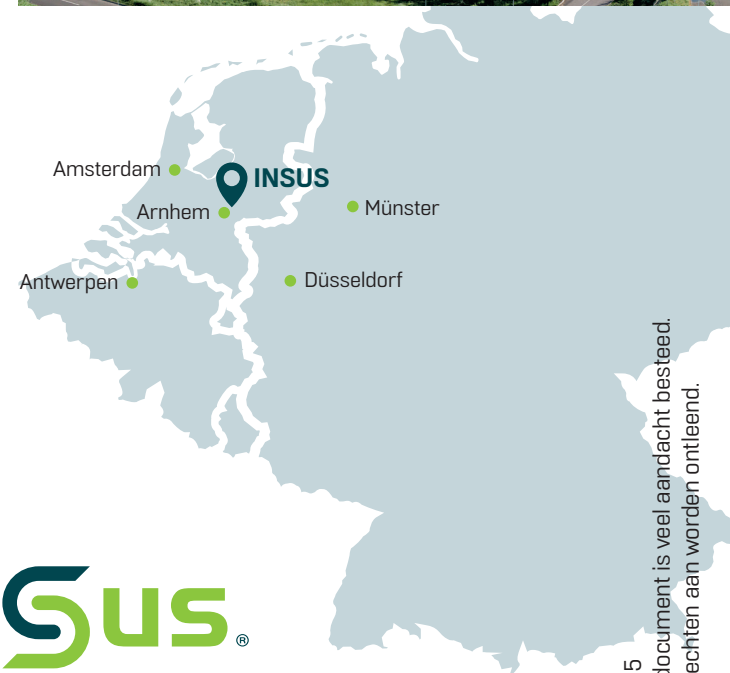 Amsterdam
INSUS
Arnhem
Münster
Antwerpen
Düsseldorf
sus®
5
document is veel aandacht besteed.
echten aan worden ontleend.